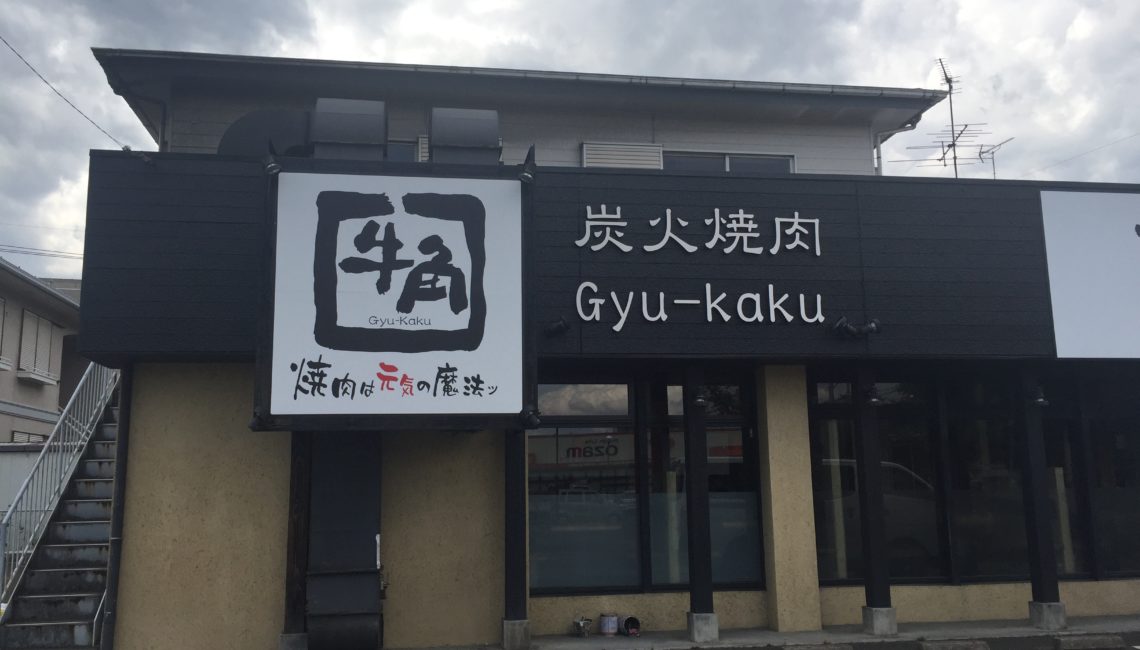 牛角
Gyu-Kaku
焼肉は元気の魔法ッ
炭火焼肉
Gyu-kaku
ozam